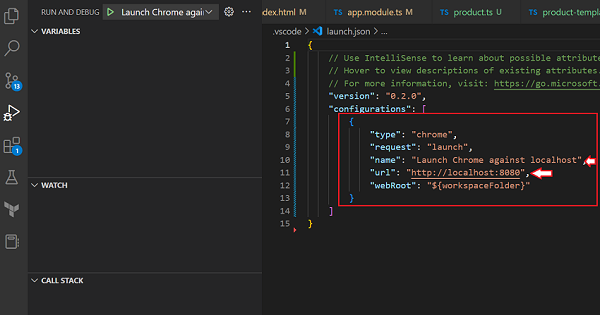 RUN AND DEBUG Launch Chrome again
index.html app.module.ts TS product.ts TS product-templ
.vscode > launch.json > ...
VARIABLES
WATCH
CALL STACK
13
1
1 {
2 // Use IntelliSense to learn about possible attribute
3 // Hover to view descriptions of existing attributes.
4 // For more information, visit: https://go.microsoft.
5 "version": "0.2.0",
6 "configurations": [
7 {
8 "type": "chrome",
9 "request": "launch",
10 "name": "Launch Chrome against localhost",
11 "url": "http://localhost:8080",
12 "webRoot": "${workspaceFolder}"
13 }
14 ]
15 }